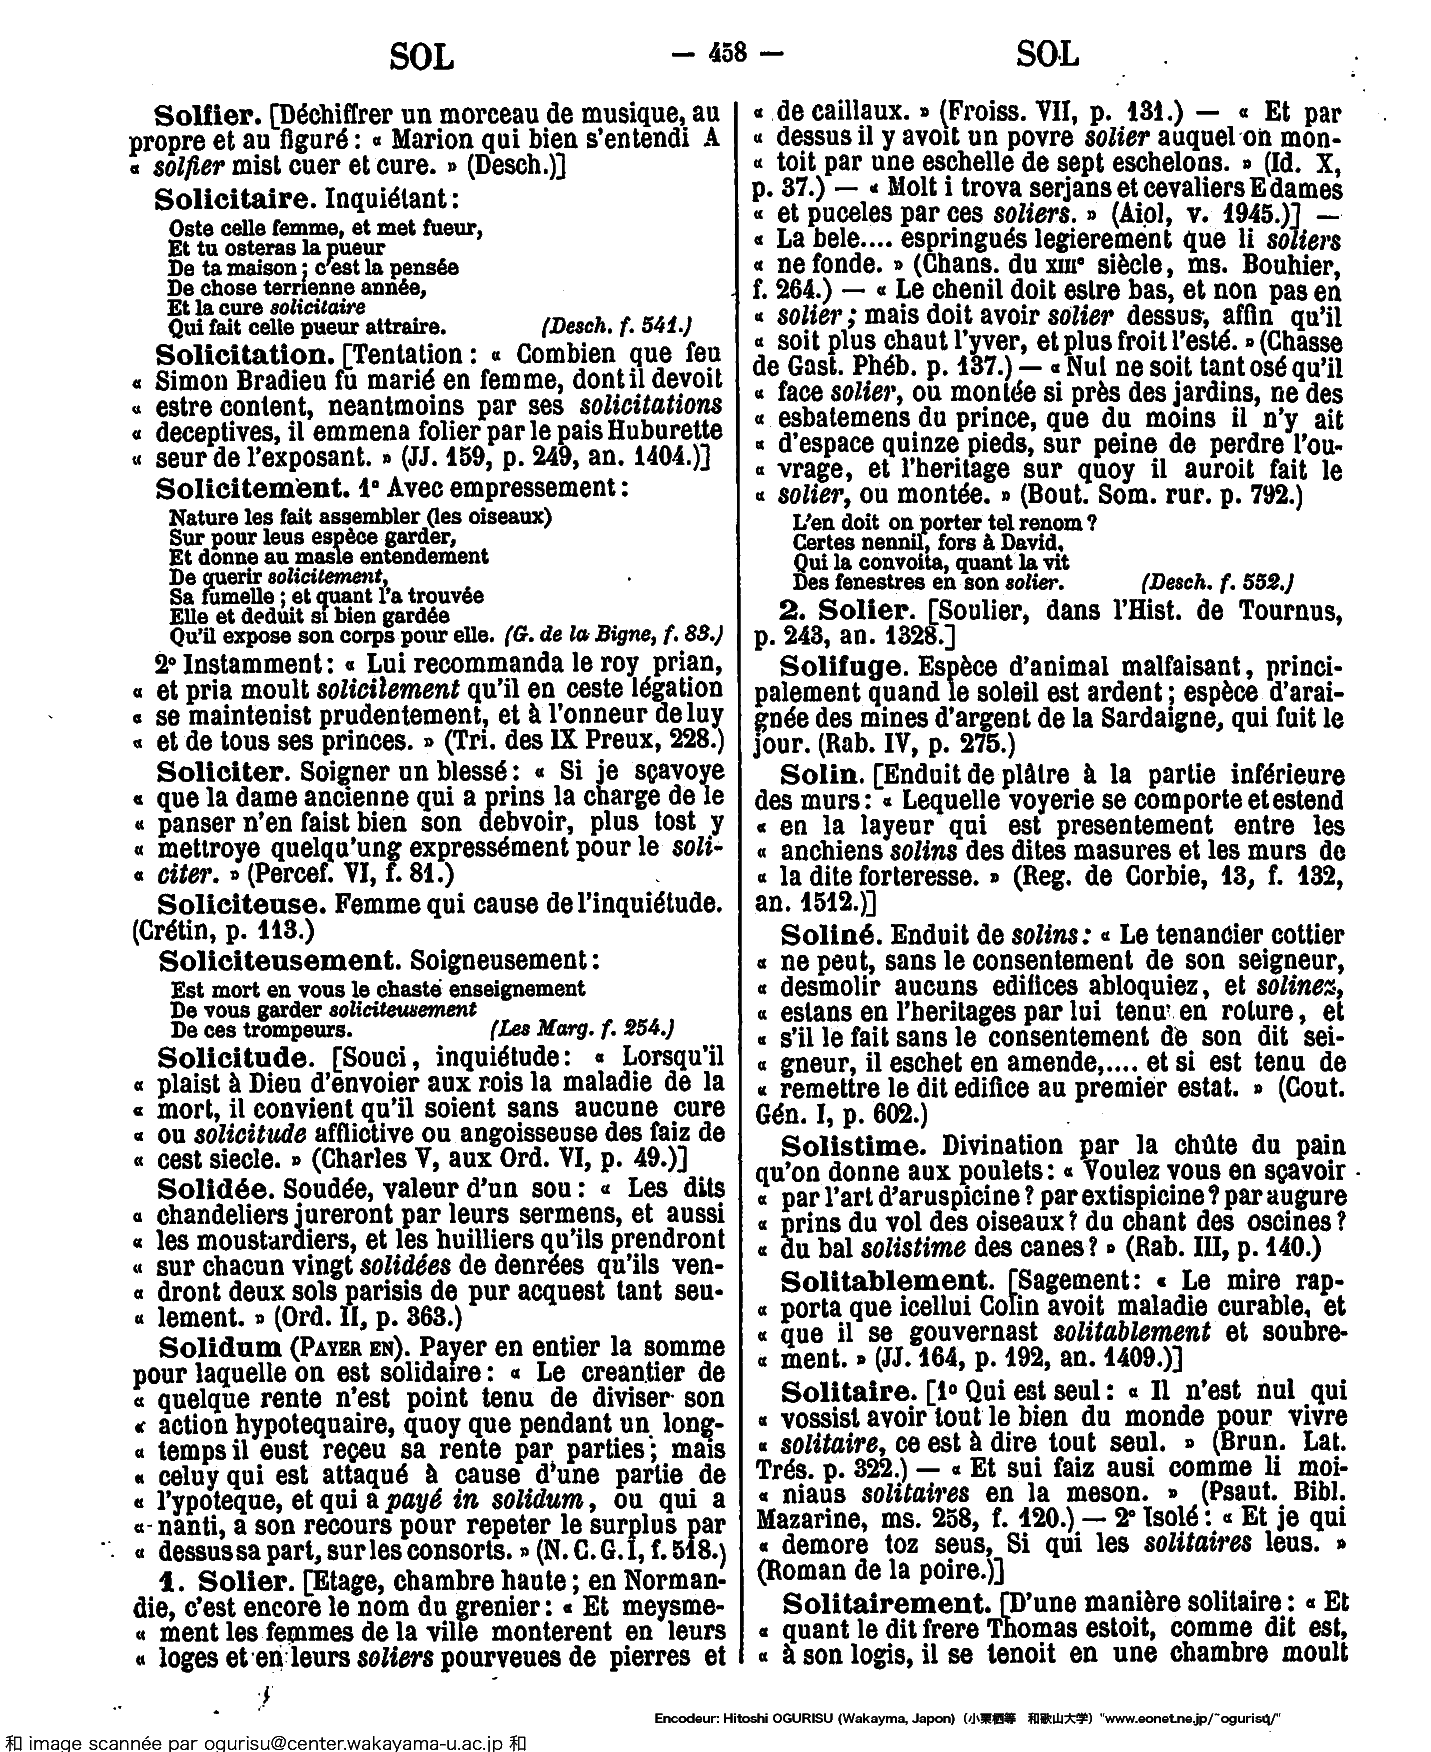 SOL
— 458 —
SOL
Solfier. [Déchiffrer un morceau de musique, au
propre et au figuré : « Marion qui bien s'entendi A
« solfier mist cuer et cure. » (Desch.)]
Solicitaire. Inquiétant :
Oste celle femme, et met fueur,
Et tu osteras la pueur
De ta maison ; c'est la pensée
De chose terrienne année,
Et la cure solicitaire
Qui fait celle pueur attraire. (Desch. f. 541.)
Solicitation. [Tentation : « Combien que feu
« Simon Bradieu fu marié en femme, dont il devoit
« estre content, neantmoins par ses solicitations
« deceptives, il emmena folier par le pais Huburette
« seur de l'exposant. » (JJ. 159, p. 249, an. 1404.)]
Solicitement. 1° Avec empressement :
Nature les fait assembler (les oiseaux)
Sur pour leus espèce garder,
Et donne au masle entendement
De querir solicitement,
Sa fumelle ; et quant l'a trouvée
Elle et deduit si bien gardée
Qu'il expose son corps pour elle. (G. de la Bigne, f. 83.)
2° Instamment : « Lui recommanda le roy prian,
« et pria moult solicitement qu'il en ceste légation
« se maintenist prudentement, et à l'onneur de luy
« et de tous ses princes. » (Tri. des IX Preux, 228.)
Soliciter. Soigner un blessé : « Si je sçavoye
« que la dame ancienne qui a prins la charge de le
« panser n'en faist bien son debvoir, plus tost y
« mettroye quelqu'ung expressément pour le soli-
« citer. » (Percef. VI, f. 81.)
Soliciteuse. Femme qui cause de l'inquiétude.
(Crétin, p. 113.)
Soliciteusement. Soigneusement :
Est mort en vous le chaste enseignement
De vous garder soliciteusement
De ces trompeurs. (Les Marg. f. 254.)
Solicitude. [Souci, inquiétude : « Lorsqu'il
« plaist à Dieu d'envoier aux rois la maladie de la
« mort, il convient qu'il soient sans aucune cure
« ou solicitude afflictive ou angoisseuse des faiz de
« cest siecle. » (Charles V, aux Ord. VI, p. 49.)]
Solidée. Soudée, valeur d'un sou : « Les dits
« chandeliers jureront par leurs sermens, et aussi
« les moustardiers, et les huilliers qu'ils prendront
« sur chacun vingt solidées de denrées qu'ils ven-
« dront deux sols parisis de pur acquest tant seu-
« lement. » (Ord. II, p. 363.)
Solidum (PAYER EN). Payer en entier la somme
pour laquelle on est solidaire : « Le creantier de
« quelque rente n'est point tenu de diviser son
« action hypotequaire, quoy que pendant un long-
« temps il eust reçeu sa rente par parties ; mais
« celuy qui est attaqué à cause d'une partie de
« l'ypoteque, et qui a payé in solidum, ou qui a
« nanti, a son recours pour repeter le surplus par
« dessus sa part, sur les consorts. » (N. C. G. I, f. 518.)
1. Solier. [Etage, chambre haute ; en Norman-
die, c'est encore le nom du grenier : « Et meysme-
« ment les femmes de la ville monterent en leurs
« loges et en leurs soliers pourveues de pierres et
« de caillaux. » (Froiss. VII, p. 131.) — « Et par
« dessus il y avoit un povre solier auquel on mon-
« toit par une eschelle de sept eschelons. » (Id. X,
p. 37.) — « Molt i trova serjans et cevaliers E dames
« et puceles par ces soliers. » (Aiol, v. 1945.)] —
« La bele.... espringués legierement que li soliers
« ne fonde. » (Chans. du XIIIe siècle, ms. Bouhier,
f. 264.) — « Le chenil doit estre bas, et non pas en
« solier ; mais doit avoir solier dessus, affin qu'il
« soit plus chaut l'yver, et plus froit l'esté. » (Chasse
de Gast. Phéb. p. 137.) — « Nul ne soit tant osé qu'il
« face solier, ou montée si près des jardins, ne des
« esbatemens du prince, que du moins il n'y ait
« d'espace quinze pieds, sur peine de perdre l'ou-
« vrage, et l'heritage sur quoy il auroit fait le
« solier, ou montée. » (Bout. Som. rur. p. 792.)
L'en doit on porter tel renom ?
Certes nennil, fors à David,
Qui la convoita, quant la vit
Des fenestres en son solier. (Desch. f. 552.)
2. Solier. [Soulier, dans l'Hist. de Tournus,
p. 243, an. 1328.]
Solifuge. Espèce d'animal malfaisant, princi-
palement quand le soleil est ardent ; espèce d'arai-
gnée des mines d'argent de la Sardaigne, qui fuit le
jour. (Rab. IV, p. 275.)
Solin. [Enduit de plâtre à la partie inférieure
des murs : « Lequelle voyerie se comporte et estend
« en la layeur qui est presentement entre les
« anchiens solins des dites masures et les murs de
« la dite forteresse. » (Reg. de Corbie, 13, f. 132,
an. 1512.)]
Soliné. Enduit de solins : « Le tenancier cottier
« ne peut, sans le consentement de son seigneur,
« desmolir aucuns edifices abloquiez, et solinez,
« estans en l'heritages par lui tenu en roture, et
« s'il le fait sans le consentement de son dit sei-
« gneur, il eschet en amende,.... et si est tenu de
« remettre le dit edifice au premier estat. » (Cout.
Gén. I, p. 602.)
Solistime. Divination par la chûte du pain
qu'on donne aux poulets : « Voulez vous en sçavoir
« par l'art d'aruspicine ? par extispicine ? par augure
« prins du vol des oiseaux ? du chant des oscines ?
« du bal solistime des canes ? » (Rab. III, p. 140.)
Solitablement. [Sagement : « Le mire rap-
« porta que icellui Colin avoit maladie curable, et
« que il se gouvernast solitablement et soubre-
« ment. » (JJ. 164, p. 192, an. 1409.)]
Solitaire. [1° Qui est seul : « Il n'est nul qui
« vossist avoir tout le bien du monde pour vivre
« solitaire, ce est à dire tout seul. » (Brun. Lat.
Trés. p. 322.) — « Et sui faiz ausi comme li moi-
« niaus solitaires en la meson. » (Psaut. Bibl.
Mazarine, ms. 258, f. 120.) — 2° Isolé : « Et je qui
« demore toz seus, Si qui les solitaires leus. »
(Roman de la poire.)]
Solitairement. [D'une manière solitaire : « Et
« quant le dit frere Thomas estoit, comme dit est,
« à son logis, il se tenoit en une chambre moult
Encodeur: Hitoshi OGURISU (Wakayma, Japon) (小栗栖等 和歌山大学) "www.eonet.ne.jp/~ogurisu/"
和 image scannée par ogurisu@center.wakayama-u.ac.jp 和